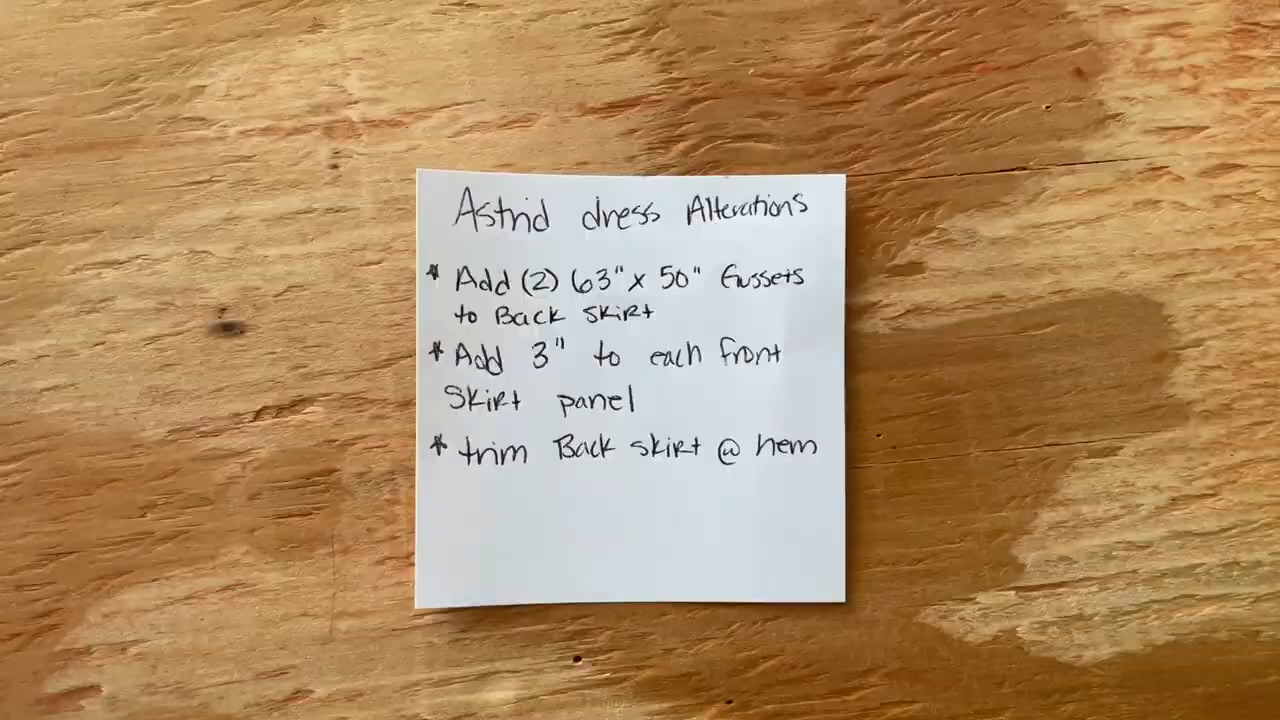 Astrid dress Alterations
* Add (2) 63" x 50" Gussets
to Back skirt
* Add 3" to each front
skirt panel
* trim Back skirt @ hem